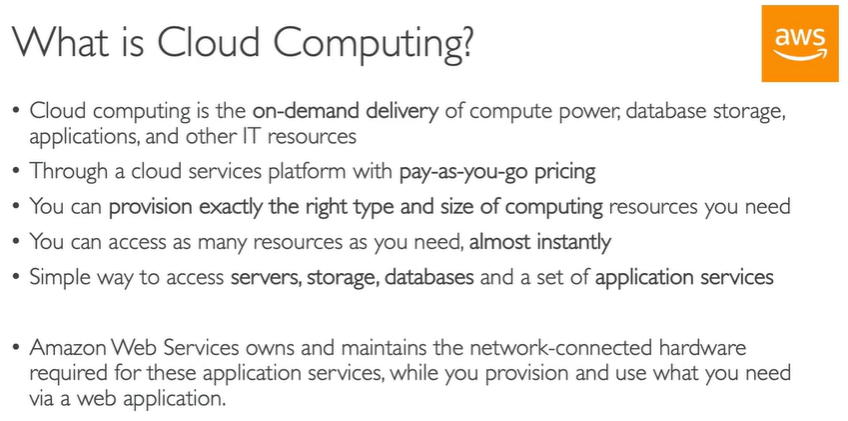 What is Cloud Computing?
aws
• Cloud computing is the on-demand delivery of compute power, database storage,
applications, and other IT resources
• Through a cloud services platform with pay-as-you-go pricing
• You can provision exactly the right type and size of computing resources you need
• You can access as many resources as you need, almost instantly
• Simple way to access servers, storage, databases and a set of application services
• Amazon Web Services owns and maintains the network-connected hardware
required for these application services, while you provision and use what you need
via a web application.